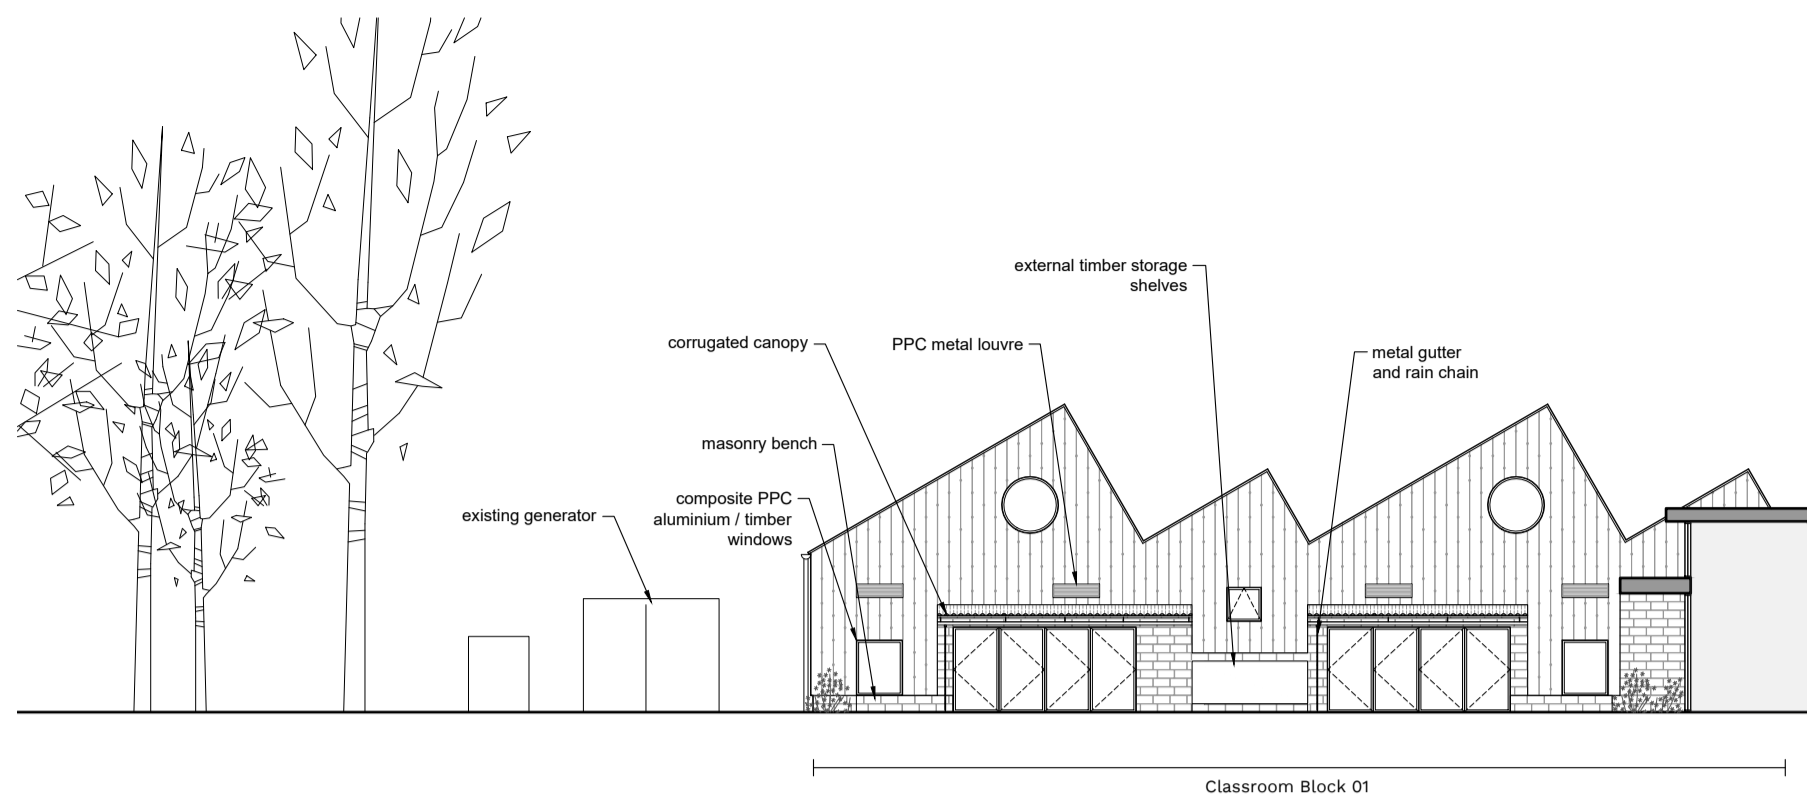 external timber storage
shelves
corrugated canopy
PPC metal louvre
metal gutter
and rain chain
masonry bench
composite PPC
aluminium / timber
windows
existing generator
Classroom Block 01